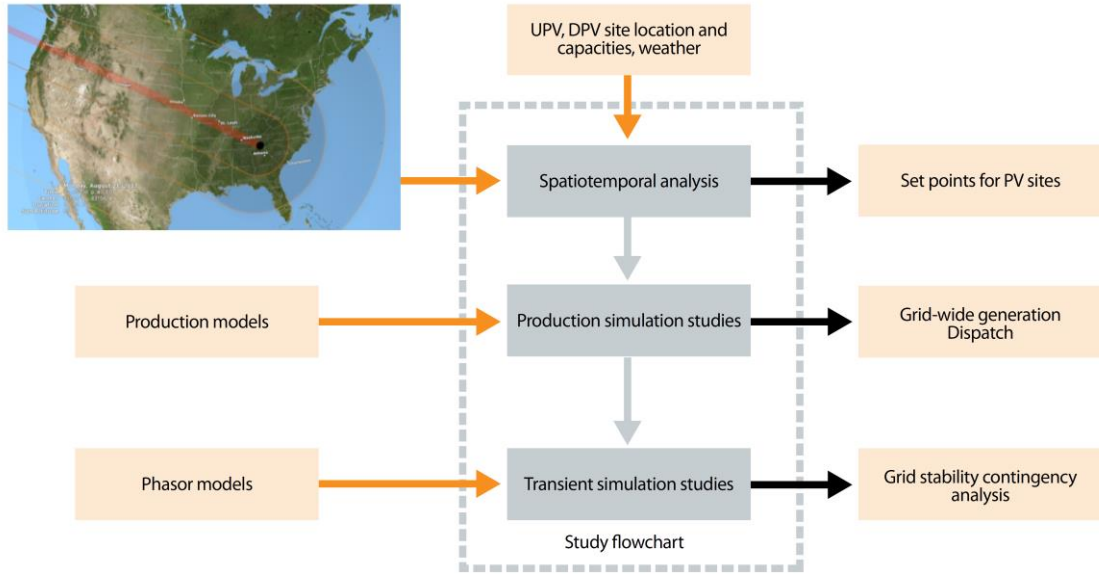 UPV, DPV site location and
capacities, weather
Spatiotemporal analysis
Set points for PV sites
Production models
Production simulation studies
Grid-wide generation
Dispatch
Phasor models
Transient simulation studies
Grid stability contingency
analysis
Study flowchart